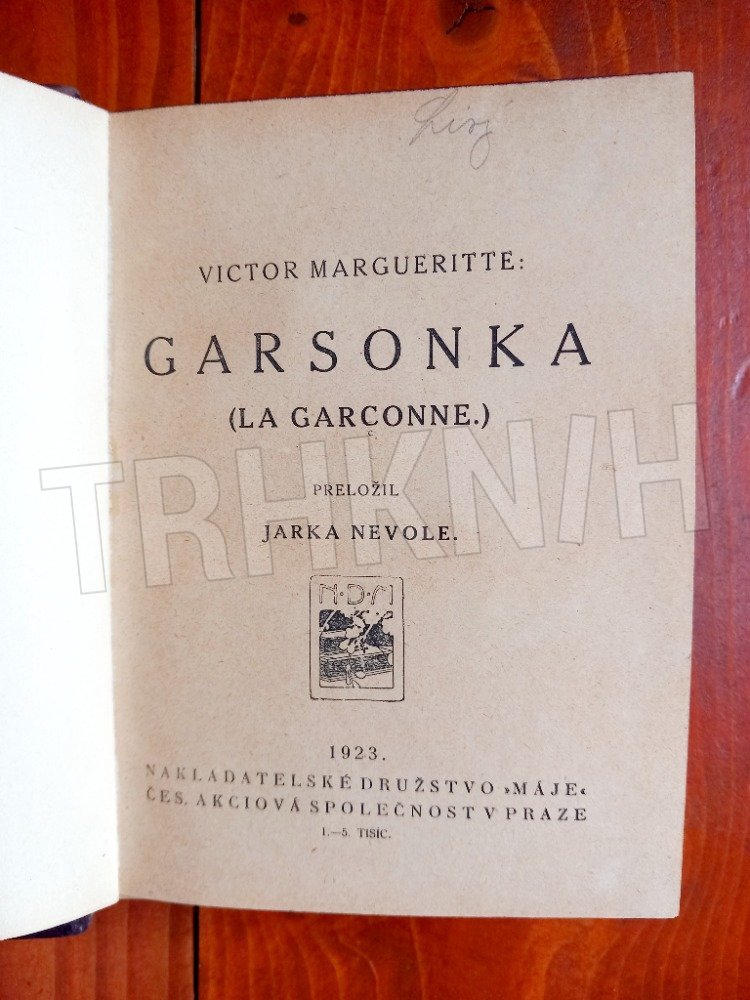 VICTOR MARGUERITTE:
GARSONKA
(LA GARÇONNE.)
PRELOŽIL
JARKA NEVOLE.
N·D·M
1923.
NAKLADATELSKÉ DRUŽSTVO »MÁJE«
ČES. AKCIOVÁ SPOLEČNOST V PRAZE
1.—5. TISÍC.
TRHKNIH